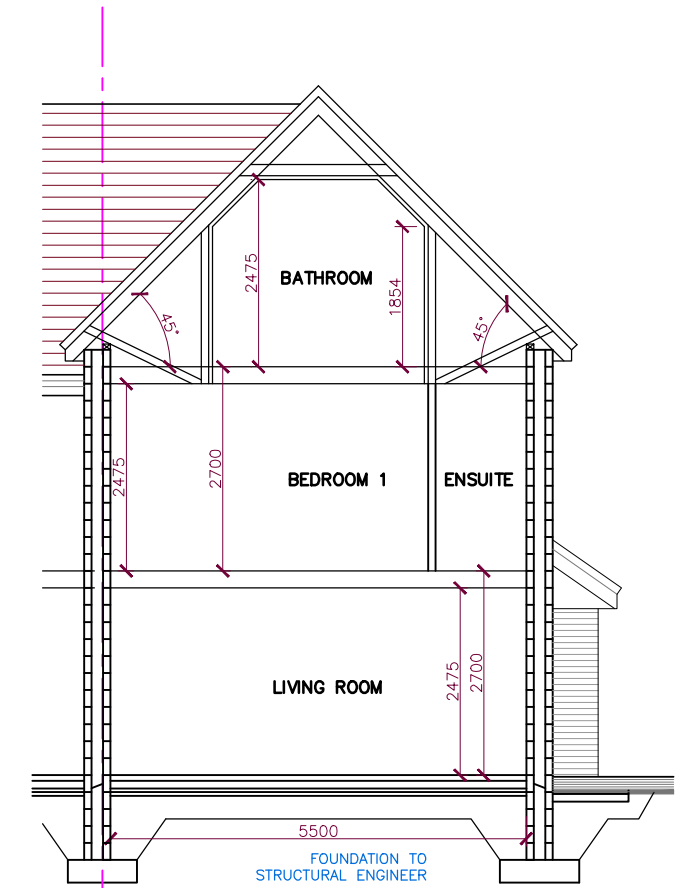 2475
BATHROOM
1854
45°
45°
2475
2700
BEDROOM 1
ENSUITE
LIVING ROOM
2475
2700
5500
FOUNDATION TO
STRUCTURAL ENGINEER